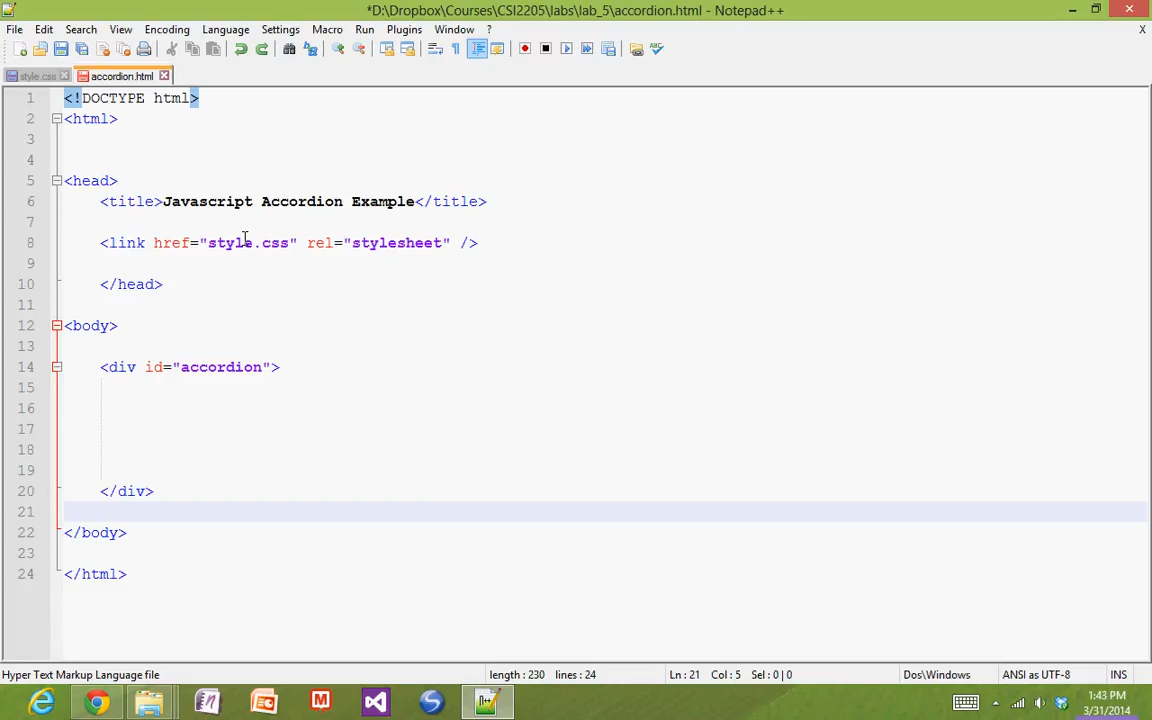 *D:\Dropbox\Courses\CSI2205\labs\lab_5\accordion.html - Notepad++
File Edit Search View Encoding Language Settings Macro Run Plugins Window ? X
style.css accordion.html
1 <!DOCTYPE html>
2 <html>
3
4
5 <head>
6 <title>Javascript Accordion Example</title>
7
8 <link href="style.css" rel="stylesheet" />
9
10 </head>
11
12 <body>
13
14 <div id="accordion">
15
16
17
18
19
20 </div>
21
22 </body>
23
24 </html>
Hyper Text Markup Language file length : 230 lines : 24 Ln : 21 Col : 5 Sel : 0 | 0 Dos\Windows ANSI as UTF-8 INS
1:43 PM
3/31/2014